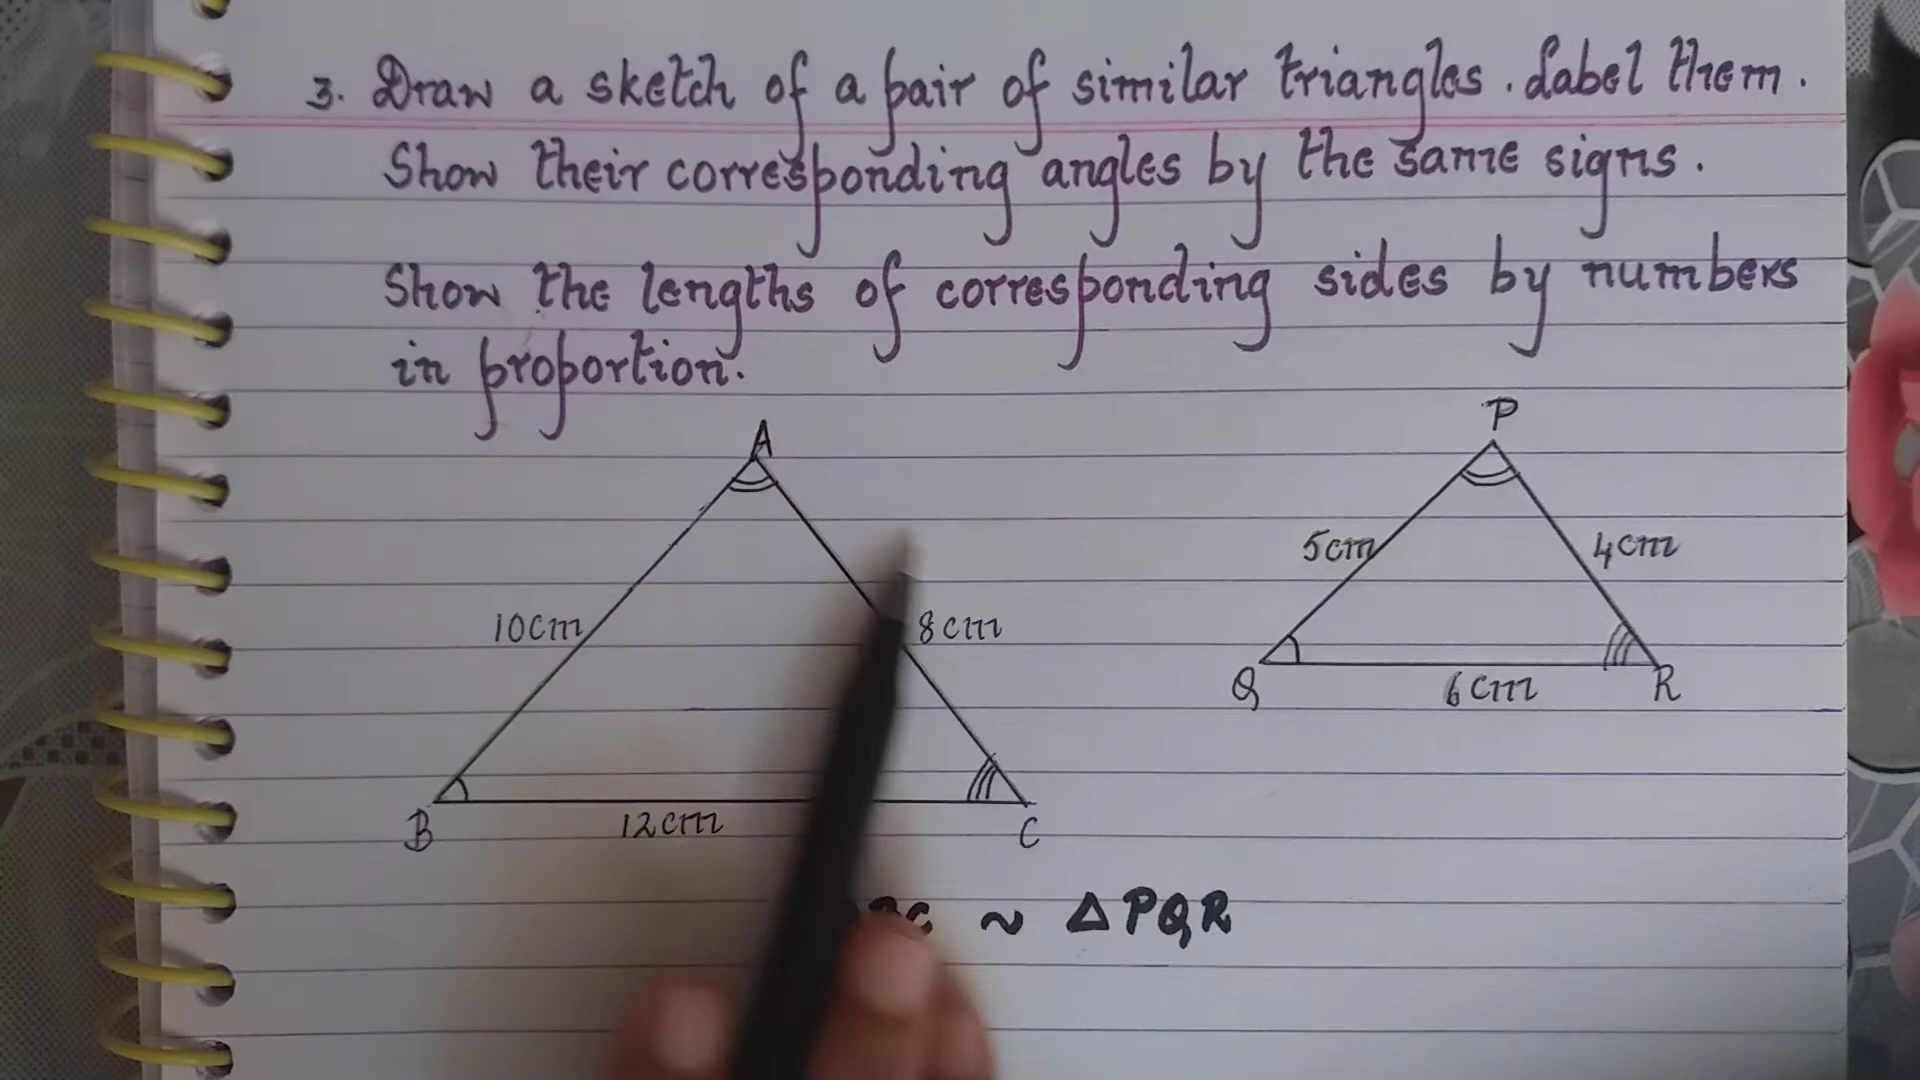 3. Draw a sketch of a pair of similar triangles. Label them.
Show their corresponding angles by the same signs.
Show the lengths of corresponding sides by numbers
in proportion.
A
P
5cm
4cm
10cm
8cm
Q
6cm
R
B
12cm
C
~ △PQR